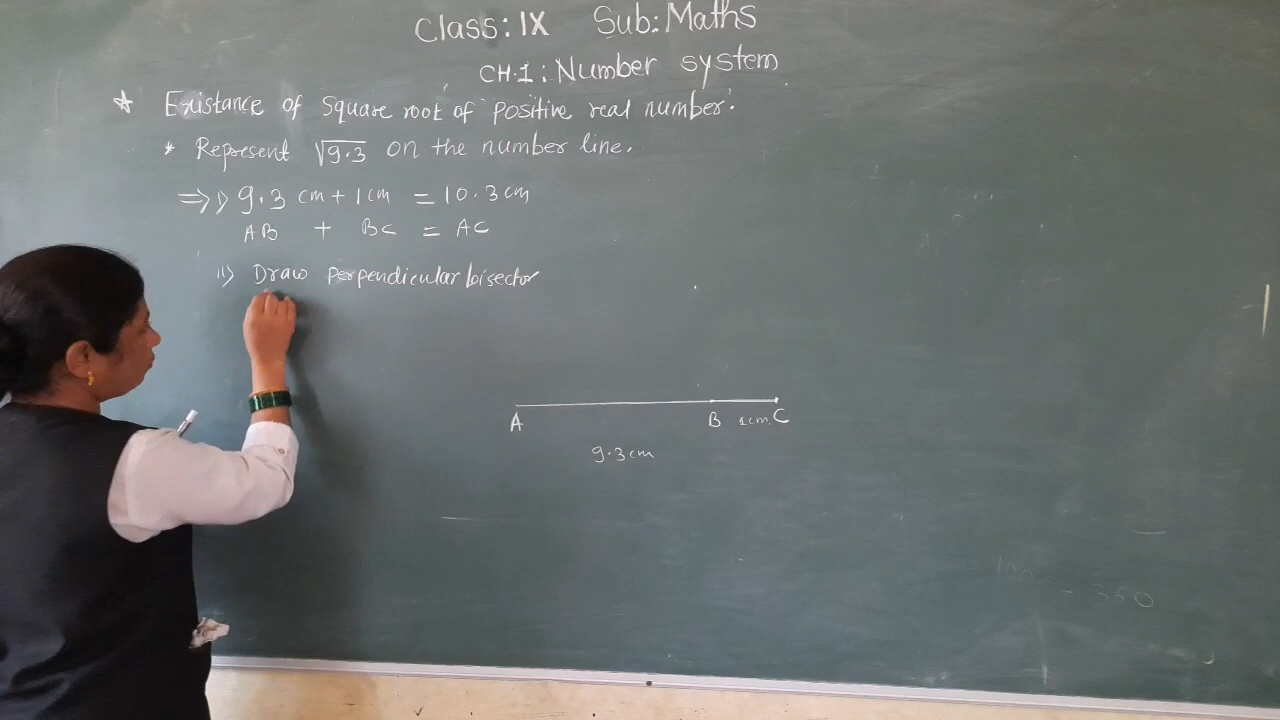 Class: IX Sub: Maths
CH.1: Number system
* Existance of square root of positive real number.
* Represent √9.3 on the number line.
⇒ i) 9.3 cm + 1 cm = 10.3 cm
AB + BC = AC
ii) Draw perpendicular bisector
A B 1cm. C
9.3 cm